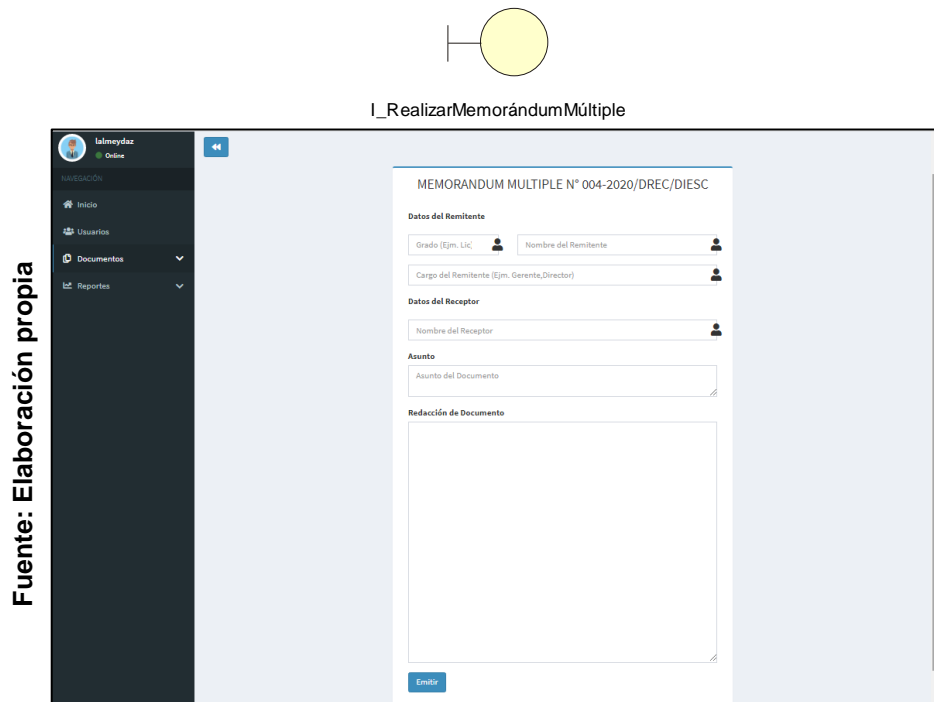 I_RealizarMemorándumMúltiple
lalmeydaz
Online
NAVEGACIÓN
Inicio
Usuarios
Documentos
Reportes
MEMORANDUM MULTIPLE N° 004-2020/DREC/DIESC
Datos del Remitente
Grado (Ejm. Lic) Nombre del Remitente
Cargo del Remitente (Ejm. Gerente,Director)
Datos del Receptor
Nombre del Receptor
Asunto
Asunto del Documento
Redacción de Documento
Emitir
Fuente: Elaboración propia